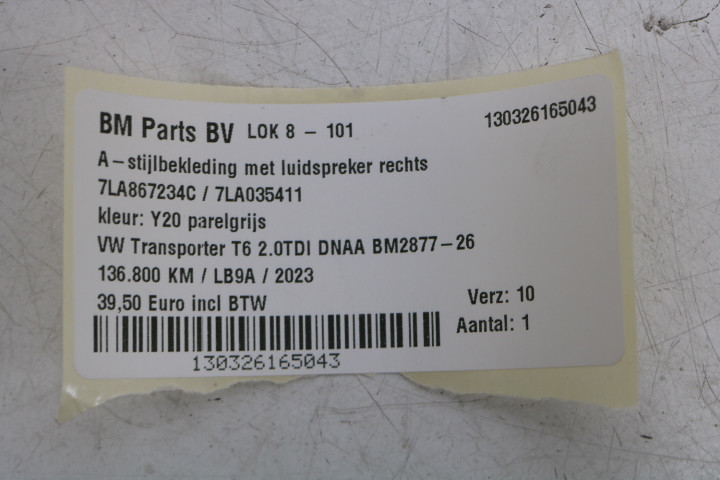 BM Parts BV LOK 8 - 101 130326165043
A-stijlbekleding met luidspreker rechts
7LA867234C / 7LA035411
kleur: Y20 parelgrijs
VW Transporter T6 2.0TDI DNAA BM2877-26
136.800 KM / LB9A / 2023
39,50 Euro incl BTW Verz: 10
Aantal: 1
130326165043